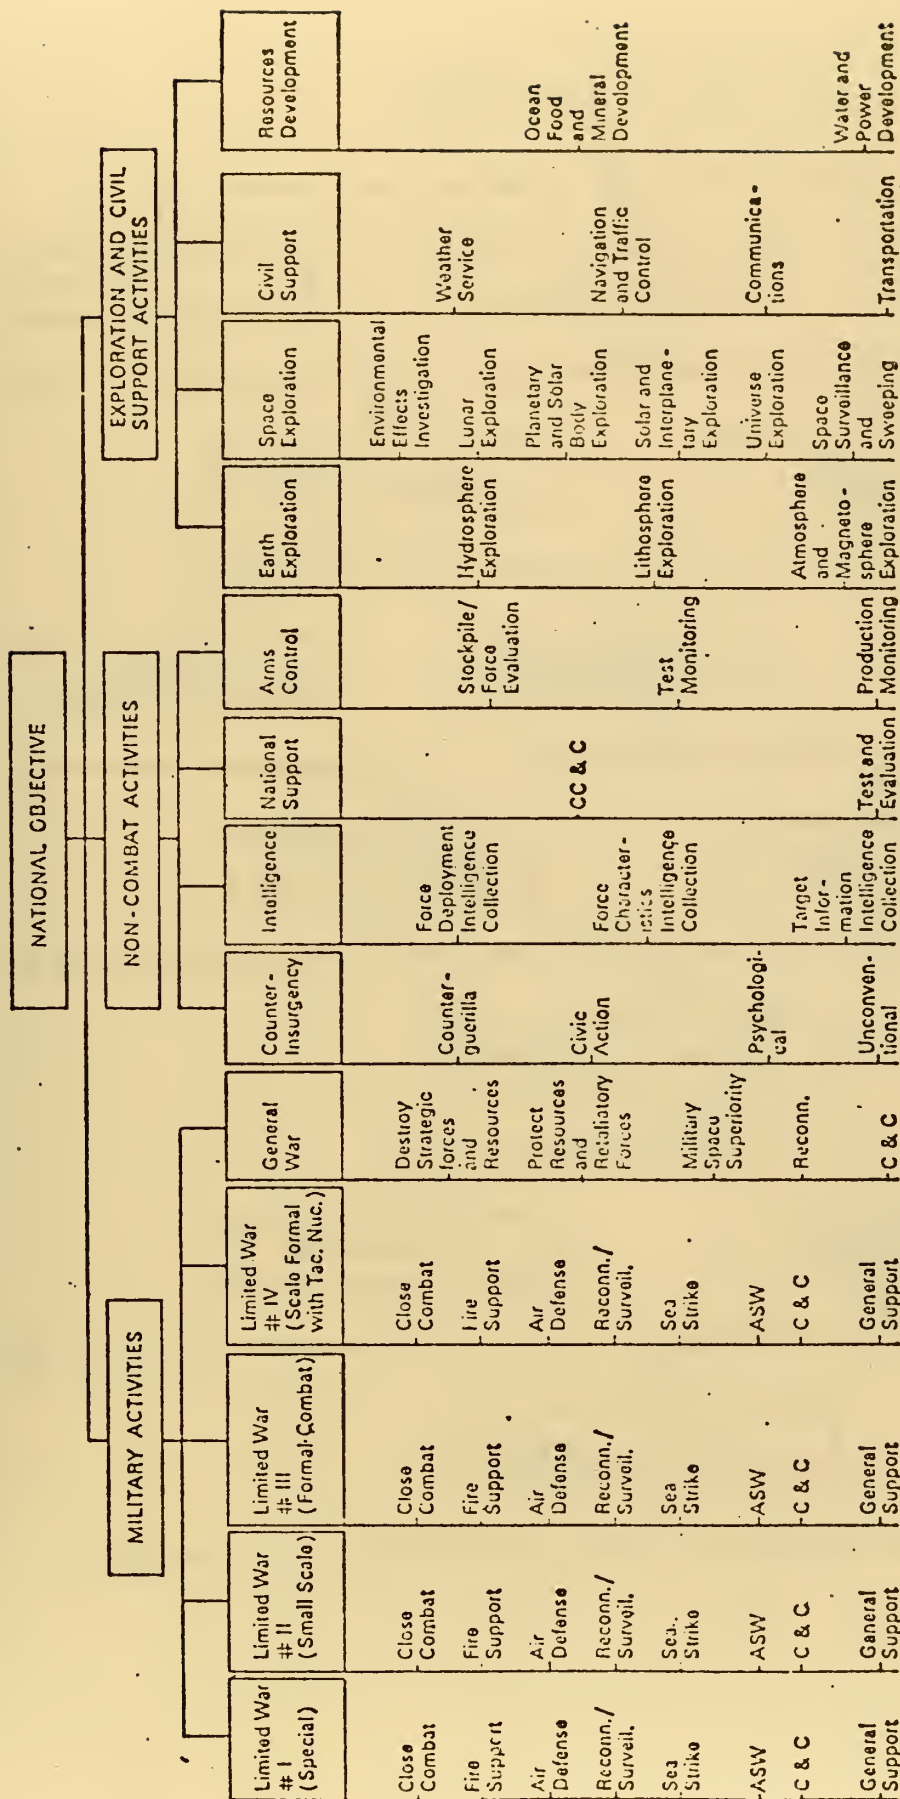 NATIONAL OBJECTIVE
MILITARY ACTIVITIES
NON-COMBAT ACTIVITIES
EXPLORATION AND CIVIL
SUPPORT ACTIVITIES
Limited War
# I
(Special)
Close
Combat
Fire
Support
Air
Defense
Reconn./
Surveil.
Sea
Strike
ASW
C & C
General
Support
Limited War
# II
(Small Scale)
Close
Combat
Fire
Support
Air
Defense
Reconn./
Surveil.
Sea.
Strike
ASW
C & C
General
Support
Limited War
# III
(Formal Combat)
Close
Combat
Fire
Support
Air
Defense
Reconn./
Surveil.
Sea
Strike
ASW
C & C
General
Support
Limited War
# IV
(Scale Formal
With Tac. Nuc.)
Close
Combat
Fire
Support
Air
Defense
Reconn./
Surveil.
Sea
Strike
ASW
C & C
General
Support
General
War
Destroy
Strategic
forces
and
Resources
Protect
Resources
and
Retaliatory
Forces
Military
Space
Superiority
Reconn.
C & C
Counter-
Insurgency
Counter-
guerilla
Civic
Action
Psychologi-
cal
Unconven-
tional
Intelligence
Force
Deployment
Intelligence
Collection
Force
Character-
istics
Intelligence
Collection
Target
Infor-
mation
Intelligence
Collection
National
Support
CC & C
Test and
Evaluation
Arms
Control
Stockpile/
Force
Evaluation
Test
Monitoring
Production
Monitoring
Earth
Exploration
Hydrosphere
Exploration
Lithosphere
Exploration
Atmosphere
and
Magneto-
sphere
Exploration
Space
Exploration
Environmental
Effects
Investigation
Lunar
Exploration
Planetary
and Solar
Body
Exploration
Solar and
Interplane-
tary
Exploration
Universe
Exploration
Space
Surveillance
and
Sweeping
Civil
Support
Weather
Service
Navigation
and Traffic
Control
Communica-
tions
Transportation
Resources
Development
Ocean
Food
and
Mineral
Development
Water and
Power
Development